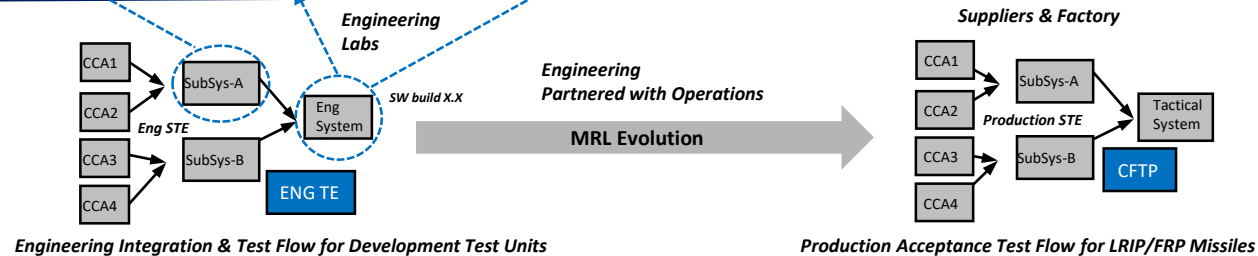 Engineering
Labs
CCA1
CCA2
CCA3
CCA4
Eng STE
SubSys-A
SubSys-B
Eng
System
SW build X.X
ENG TE
Engineering Integration & Test Flow for Development Test Units
Engineering
Partnered with Operations
MRL Evolution
Suppliers & Factory
CCA1
CCA2
CCA3
CCA4
Production STE
SubSys-A
SubSys-B
Tactical
System
CFTP
Production Acceptance Test Flow for LRIP/FRP Missiles